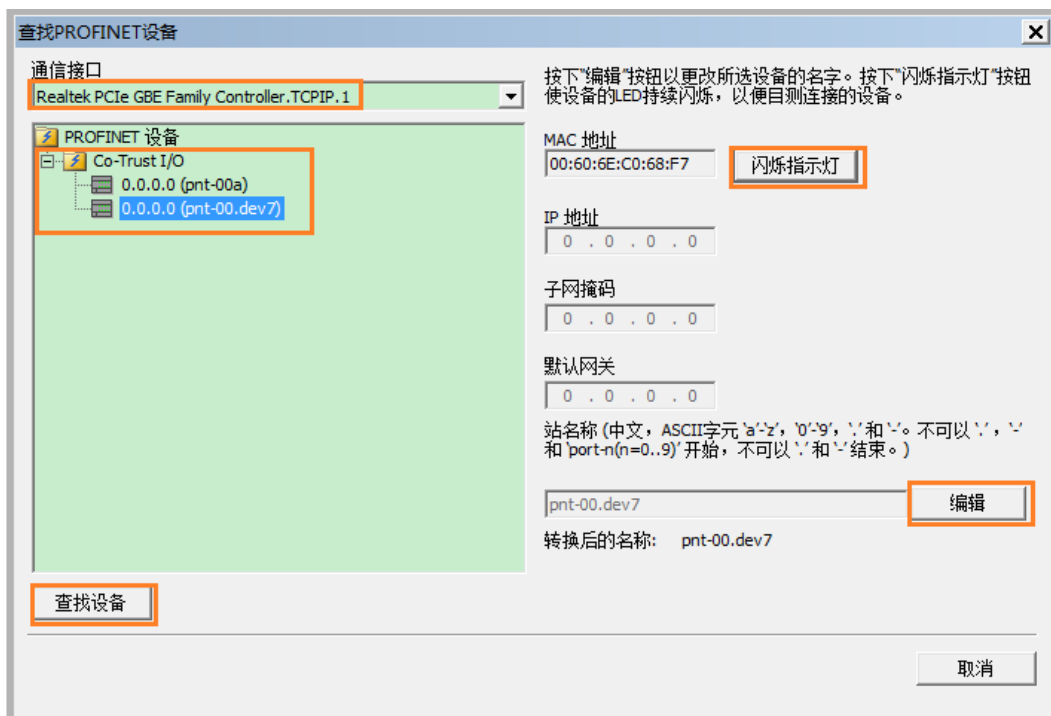 查找PROFINET设备
通信接口
Realtek PCIe GBE Family Controller.TCPIP.1
PROFINET 设备
Co-Trust I/O
0.0.0.0 (pnt-00a)
0.0.0.0 (pnt-00.dev7)
查找设备
按下"编辑"按钮以更改所选设备的名字。按下"闪烁指示灯"按钮
使设备的LED持续闪烁，以便目测连接的设备。
MAC 地址
00:60:6E:C0:68:F7
闪烁指示灯
IP 地址
0 . 0 . 0 . 0
子网掩码
0 . 0 . 0 . 0
默认网关
0 . 0 . 0 . 0
站名称 (中文，ASCII字元 'a'-'z'，'0'-'9'，'.' 和 '-'。不可以 '.'，'-'
和 'port-n(n=0..9)' 开始，不可以 '.' 和 '-' 结束。)
pnt-00.dev7
编辑
转换后的名称: pnt-00.dev7
取消